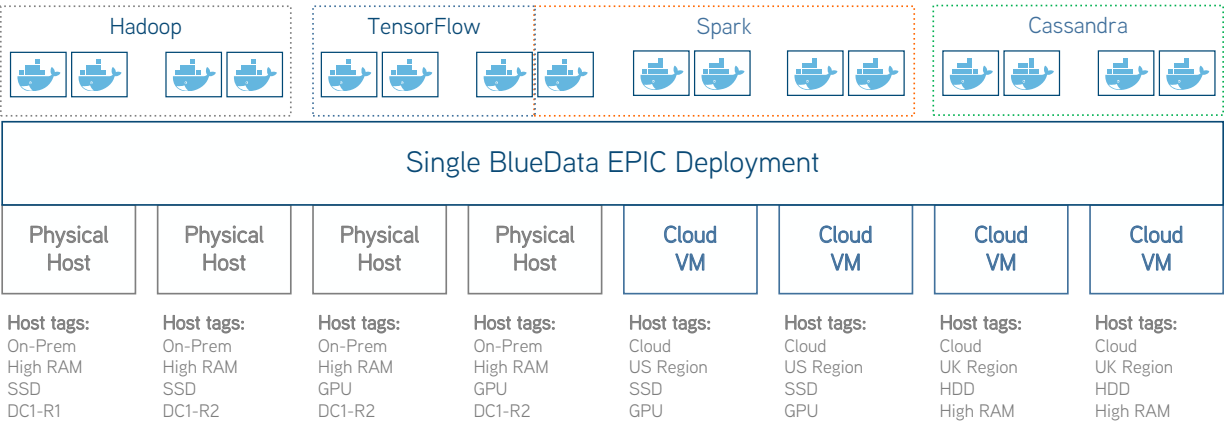 Hadoop
TensorFlow
Spark
Cassandra
Single BlueData EPIC Deployment
Physical
Host
Physical
Host
Physical
Host
Physical
Host
Cloud
VM
Cloud
VM
Cloud
VM
Cloud
VM
Host tags:
On-Prem
High RAM
SSD
DC1-R1
Host tags:
On-Prem
High RAM
SSD
DC1-R2
Host tags:
On-Prem
High RAM
GPU
DC1-R2
Host tags:
On-Prem
High RAM
GPU
DC1-R2
Host tags:
Cloud
US Region
SSD
GPU
Host tags:
Cloud
US Region
SSD
GPU
Host tags:
Cloud
UK Region
HDD
High RAM
Host tags:
Cloud
UK Region
HDD
High RAM